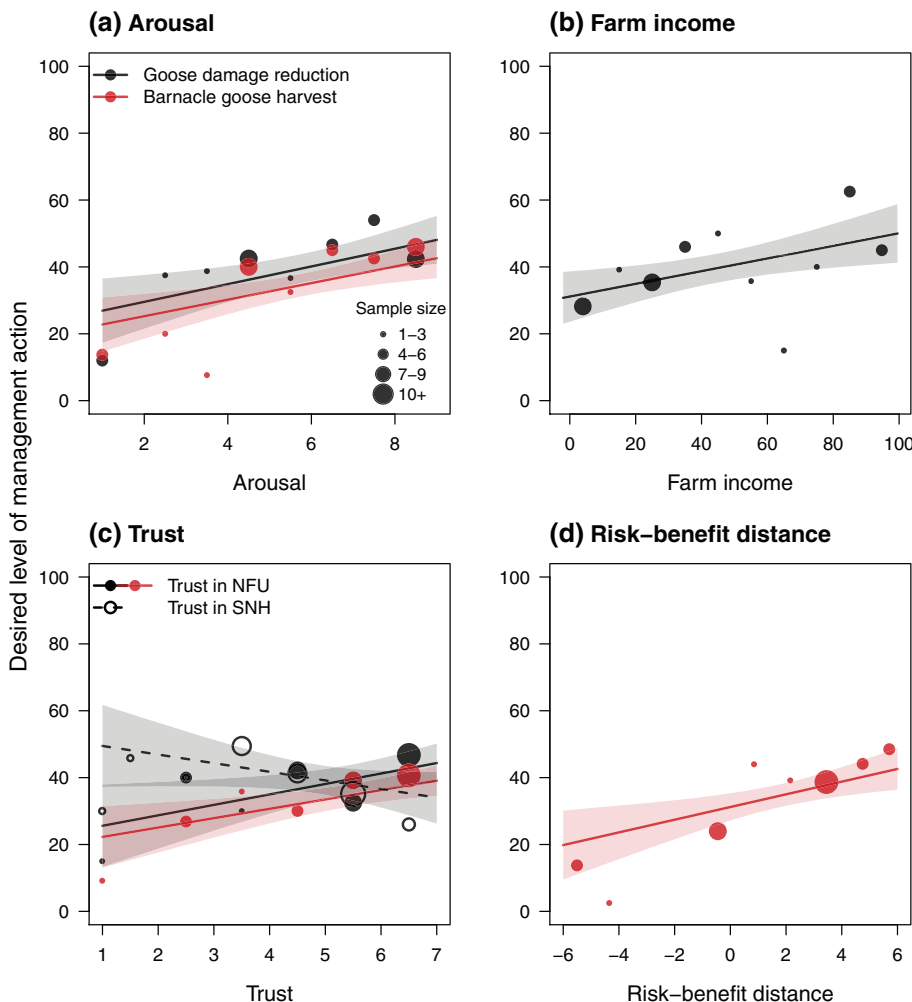 Desired level of management action
(a) Arousal
100
80
60
40
20
0
Goose damage reduction
Barnacle goose harvest
Sample size
1–3
4–6
7–9
10+
2 4 6 8
Arousal
(b) Farm income
100
80
60
40
20
0
0 20 40 60 80 100
Farm income
(c) Trust
100
80
60
40
20
0
Trust in NFU
Trust in SNH
1 2 3 4 5 6 7
Trust
(d) Risk–benefit distance
100
80
60
40
20
0
−6 −4 −2 0 2 4 6
Risk–benefit distance